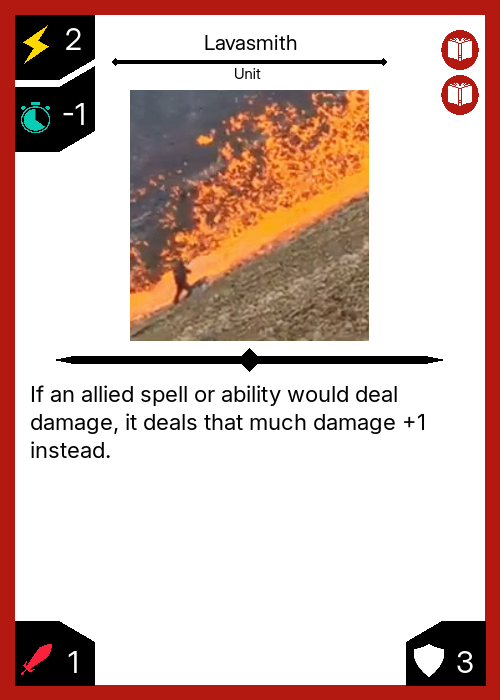 2
Lavasmith
Unit
-1
If an allied spell or ability would deal
damage, it deals that much damage +1
instead.
1
3